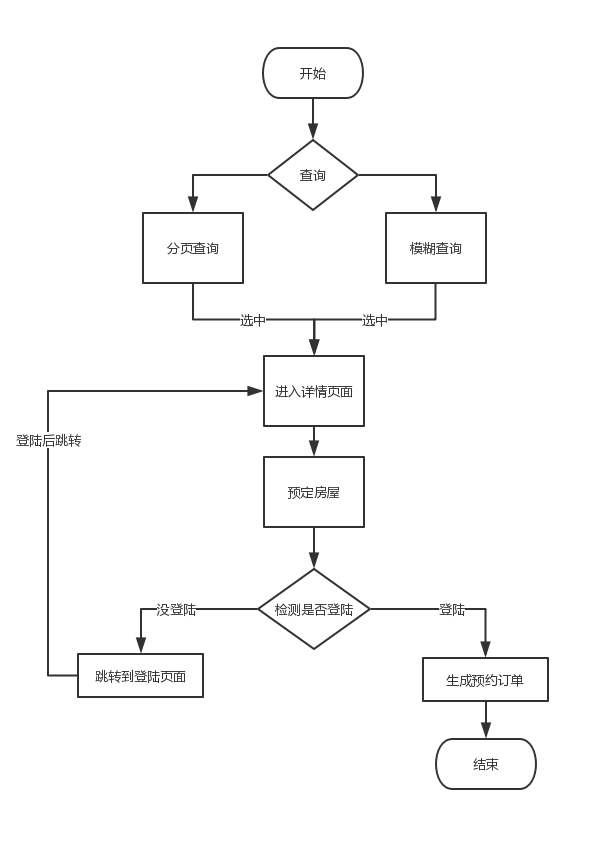 开始
查询
分页查询
模糊查询
选中
选中
进入详情页面
登陆后跳转
预定房屋
没登陆
检测是否登陆
登陆
跳转到登陆页面
生成预约订单
结束